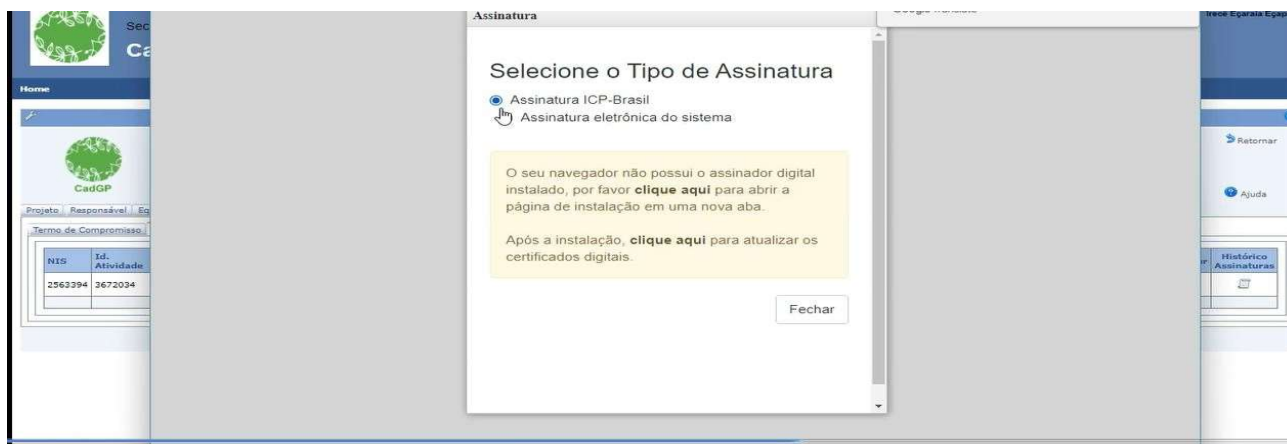 Assinatura
Sec
Ca
Home
Selecione o Tipo de Assinatura
Assinatura ICP-Brasil
Assinatura eletrônica do sistema
O seu navegador não possui o assinador digital
instalado, por favor clique aqui para abrir a
página de instalação em uma nova aba.
Após a instalação, clique aqui para atualizar os
certificados digitais.
Fechar
CadGP
Retornar
Ajuda
Projeto Responsável Eq
Termo de Compromisso
NIS
Id.
Atividade
Histórico
Assinaturas
2563394 3672034